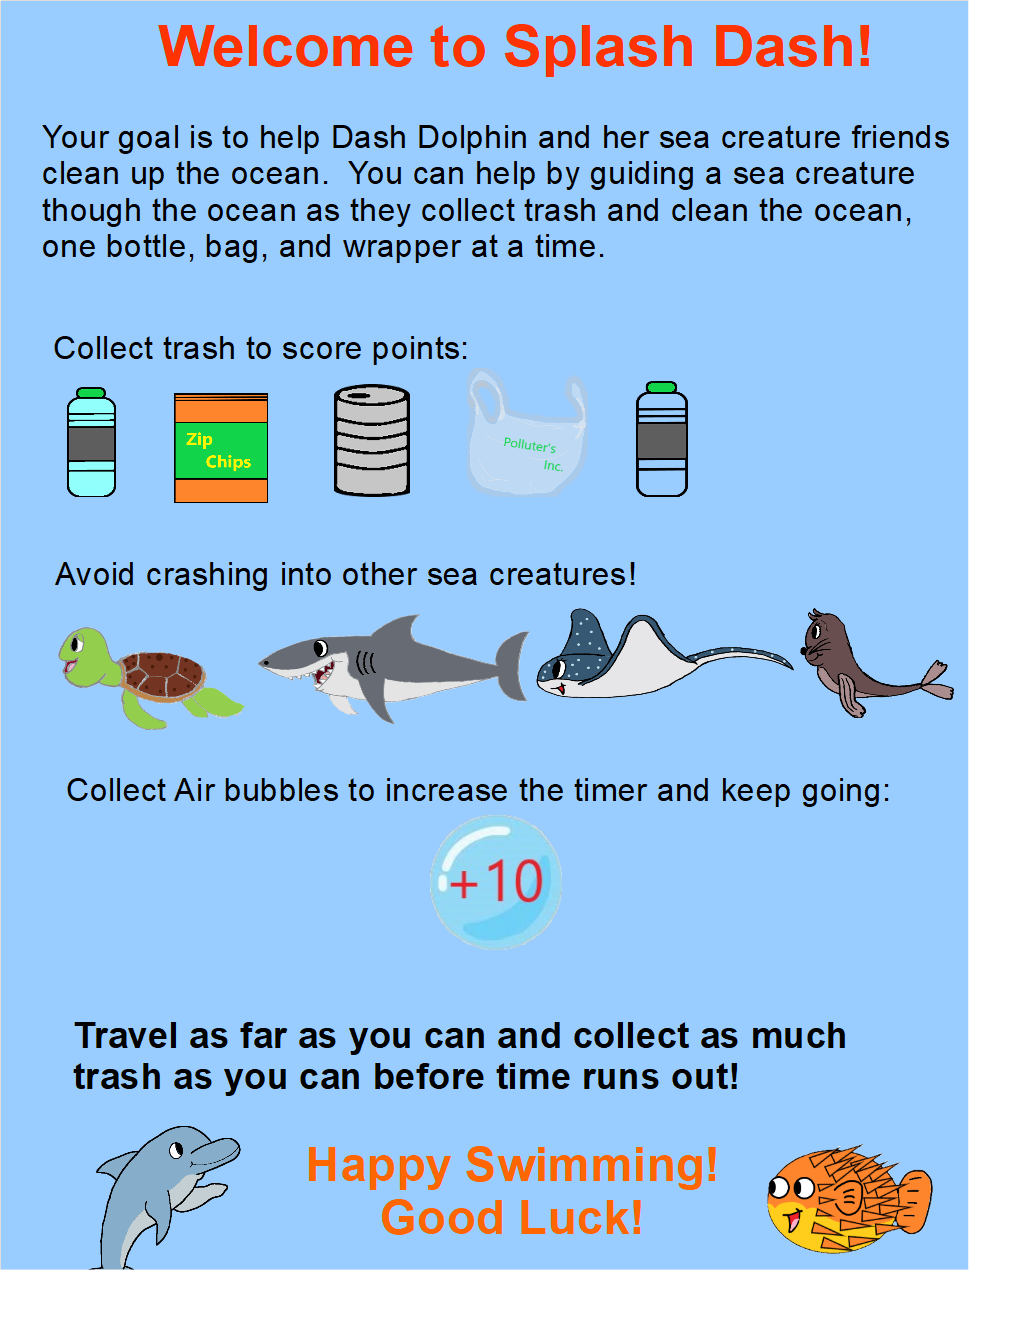 Welcome to Splash Dash!
Your goal is to help Dash Dolphin and her sea creature friends
clean up the ocean.  You can help by guiding a sea creature
though the ocean as they collect trash and clean the ocean,
one bottle, bag, and wrapper at a time.
Collect trash to score points:
Zip
Chips
Polluter's
Inc.
Avoid crashing into other sea creatures!
Collect Air bubbles to increase the timer and keep going:
+10
Travel as far as you can and collect as much
trash as you can before time runs out!
Happy Swimming!
Good Luck!